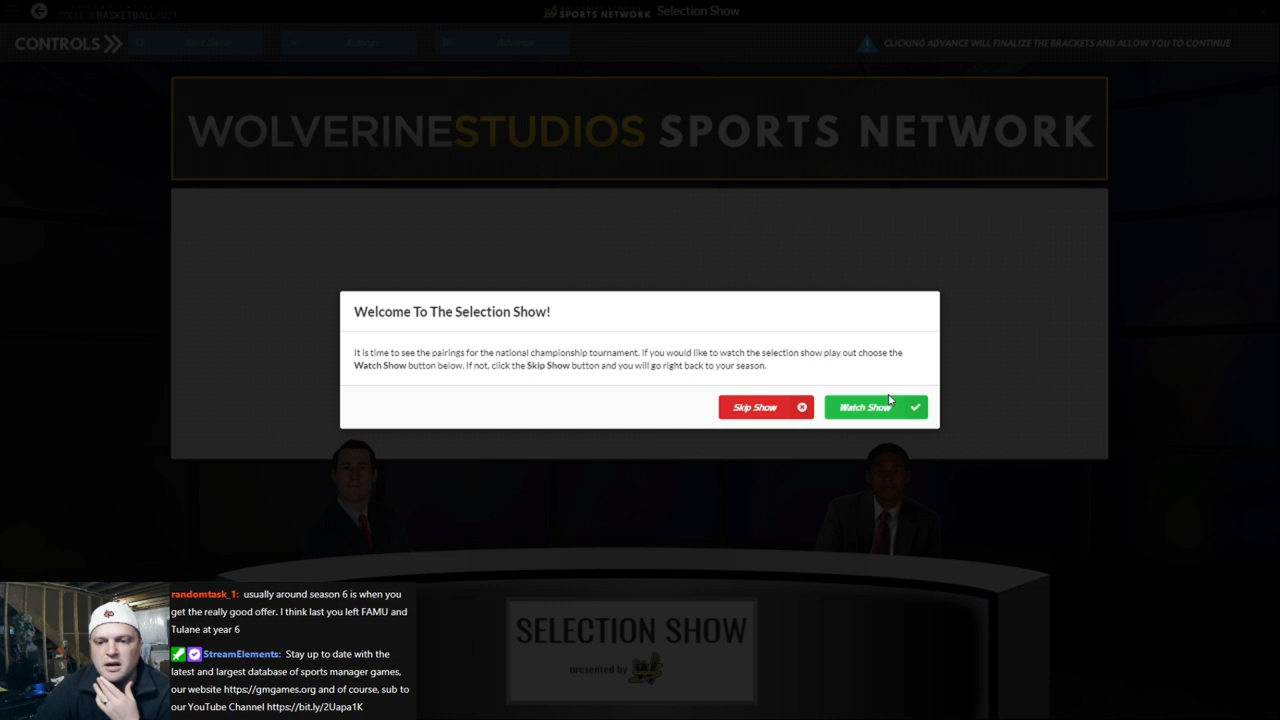 COLLEGE BASKETBALL 2021
SPORTS NETWORK Selection Show
CONTROLS
Advance
CLICKING ADVANCE WILL FINALIZE THE BRACKETS AND ALLOW YOU TO CONTINUE
WOLVERINESTUDIOS SPORTS NETWORK
Welcome To The Selection Show!
It is time to see the pairings for the national championship tournament. If you would like to watch the selection show play out choose the
Watch Show button below. If not, click the Skip Show button and you will go right back to your season.
Skip Show
Watch Show
SELECTION SHOW
presented by
randomtask_1: usually around season 6 is when you
get the really good offer. I think last you left FAMU and
Tulane at year 6
StreamElements: Stay up to date with the
latest and largest database of sports manager games,
our website https://gmgames.org and of course, sub to
our YouTube Channel https://bit.ly/2Uapa1K